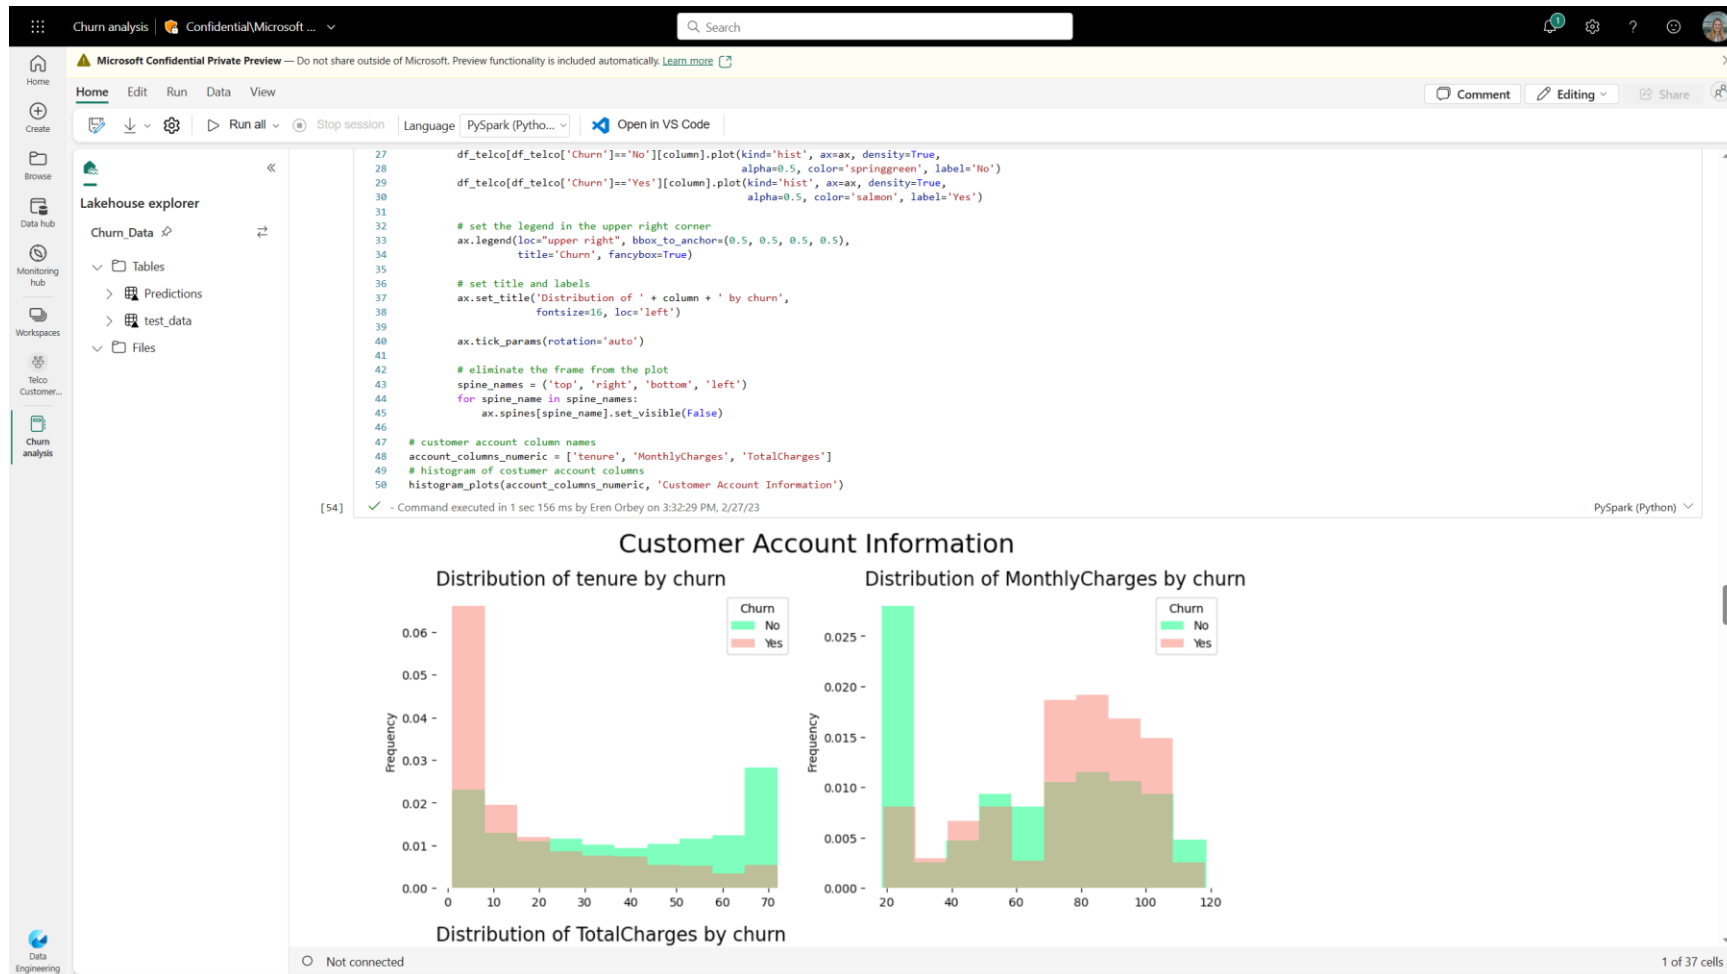 Churn analysis
Confidential\Microsoft ...
Search
1
Microsoft Confidential Private Preview — Do not share outside of Microsoft. Preview functionality is included automatically. Learn more
Home Edit Run Data View
Comment Editing Share
Run all Stop session Language PySpark (Pytho... Open in VS Code
Home
Create
Browse
Data hub
Monitoring
hub
Workspaces
Telco
Customer...
Churn
analysis
Data
Engineering
Lakehouse explorer
Churn_Data
Tables
Predictions
test_data
Files
27 df_telco[df_telco['Churn']=='No'][column].plot(kind='hist', ax=ax, density=True,
28 alpha=0.5, color='springgreen', label='No')
29 df_telco[df_telco['Churn']=='Yes'][column].plot(kind='hist', ax=ax, density=True,
30 alpha=0.5, color='salmon', label='Yes')
31
32 # set the legend in the upper right corner
33 ax.legend(loc="upper right", bbox_to_anchor=(0.5, 0.5, 0.5, 0.5),
34 title='Churn', fancybox=True)
35
36 # set title and labels
37 ax.set_title('Distribution of ' + column + ' by churn',
38 fontsize=16, loc='left')
39
40 ax.tick_params(rotation='auto')
41
42 # eliminate the frame from the plot
43 spine_names = ('top', 'right', 'bottom', 'left')
44 for spine_name in spine_names:
45 ax.spines[spine_name].set_visible(False)
46
47 # customer account column names
48 account_columns_numeric = ['tenure', 'MonthlyCharges', 'TotalCharges']
49 # histogram of costumer account columns
50 histogram_plots(account_columns_numeric, 'Customer Account Information')
[54] - Command executed in 1 sec 156 ms by Eren Orbey on 3:32:29 PM, 2/27/23 PySpark (Python)
Customer Account Information
Distribution of tenure by churn
Churn
No
Yes
Frequency
0.06
0.05
0.04
0.03
0.02
0.01
0.00
0 10 20 30 40 50 60 70
Distribution of MonthlyCharges by churn
Churn
No
Yes
Frequency
0.025
0.020
0.015
0.010
0.005
0.000
20 40 60 80 100 120
Distribution of TotalCharges by churn
Not connected
1 of 37 cells